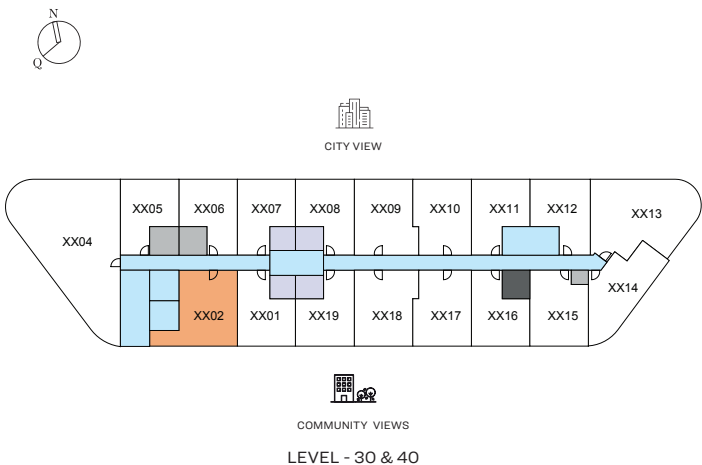 N
Q
CITY VIEW
XX05 XX06 XX07 XX08 XX09 XX10 XX11 XX12
XX13
XX04
XX14
XX02 XX01 XX19 XX18 XX17 XX16 XX15
COMMUNITY VIEWS
LEVEL - 30 & 40